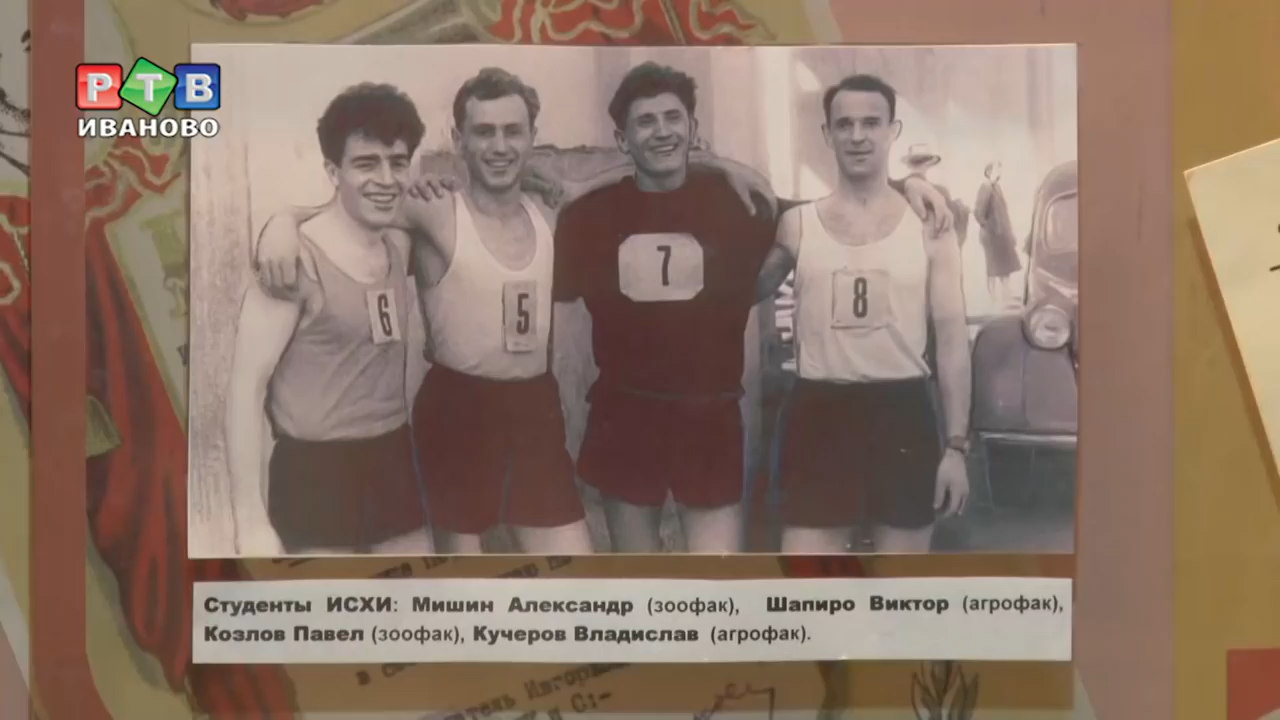 РТВ
ИВАНОВО
6
5
7
8
Студенты ИСХИ: Мишин Александр (зоофак), Шапиро Виктор (агрофак),
Козлов Павел (зоофак), Кучеров Владислав (агрофак).